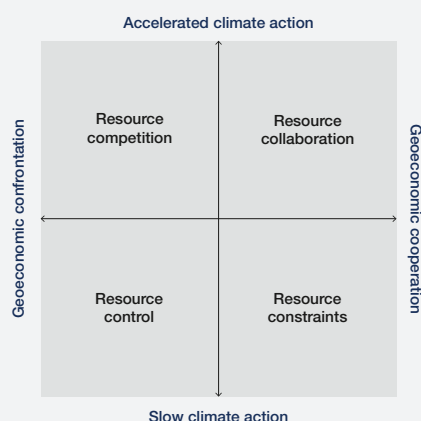 Accelerated climate action
Resource
competition
Resource
collaboration
Geoeconomic confrontation
Geoeconomic cooperation
Resource
control
Resource
constraints
Slow climate action